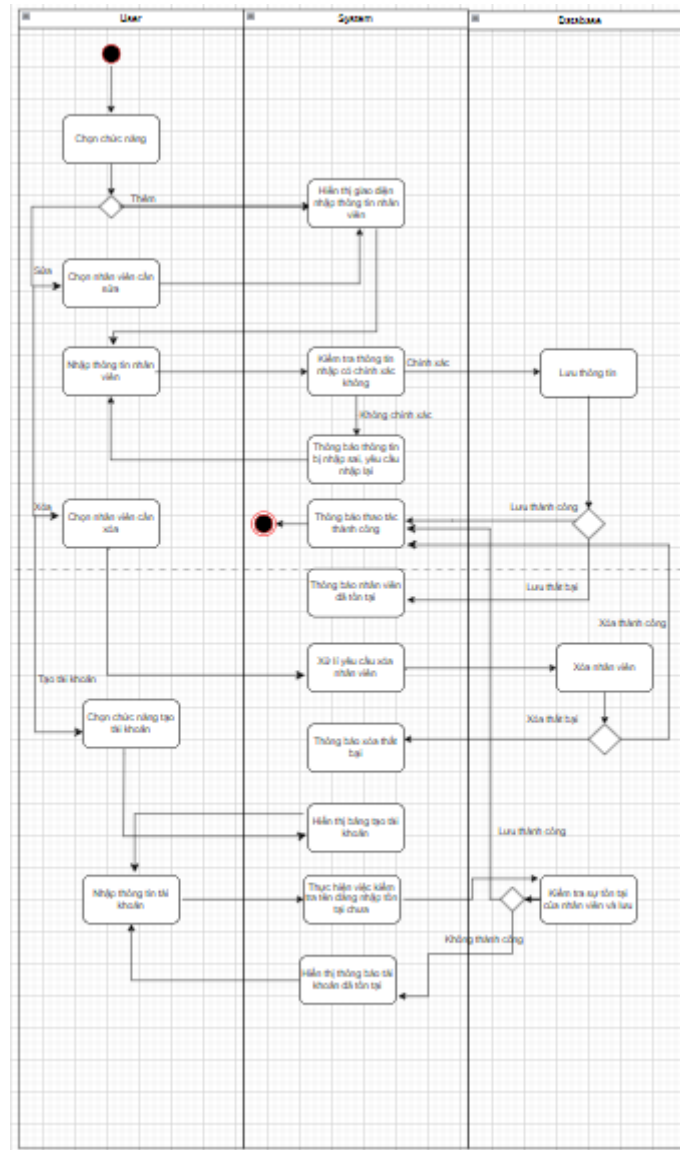 User
System
Database
Chọn chức năng
Thêm
Hiển thị giao diện
nhập thông tin nhân
viên
Sửa
Chọn nhân viên cần
sửa
Nhập thông tin nhân
viên
Kiểm tra thông tin
nhập có chính xác
không
Chính xác
Lưu thông tin
Không chính xác
Thông báo thông tin
bị nhập sai, yêu cầu
nhập lại
Xóa
Chọn nhân viên cần
xóa
Thông báo thao tác
thành công
Lưu thành công
Thông báo nhân viên
đã tồn tại
Lưu thất bại
Xóa thành công
Xử lí yêu cầu xóa
nhân viên
Xóa nhân viên
Tạo tài khoản
Chọn chức năng tạo
tài khoản
Thông báo xóa thất
bại
Xóa thất bại
Hiển thị bảng tạo tài
khoản
Lưu thành công
Nhập thông tin tài
khoản
Thực hiện việc kiểm
tra tên đăng nhập tồn
tại chưa
Kiểm tra sự tồn tại
của nhân viên và lưu
Không thành công
Hiển thị thông báo tài
khoản đã tồn tại